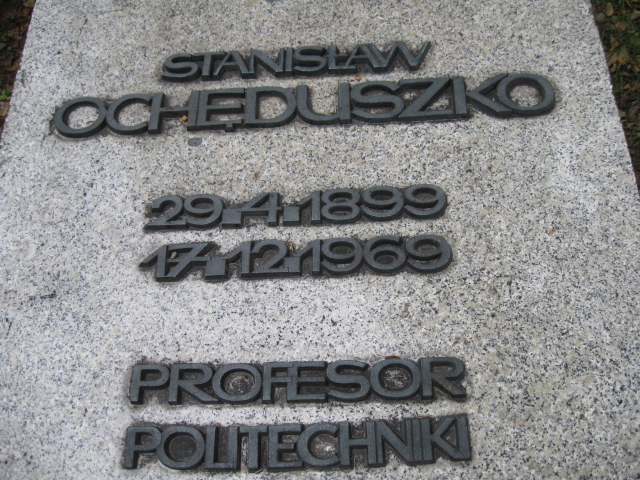 STANISŁAW
OCHĘDUSZKO
29.4.1899
17.12.1969
PROFESOR
POLITECHNIKI